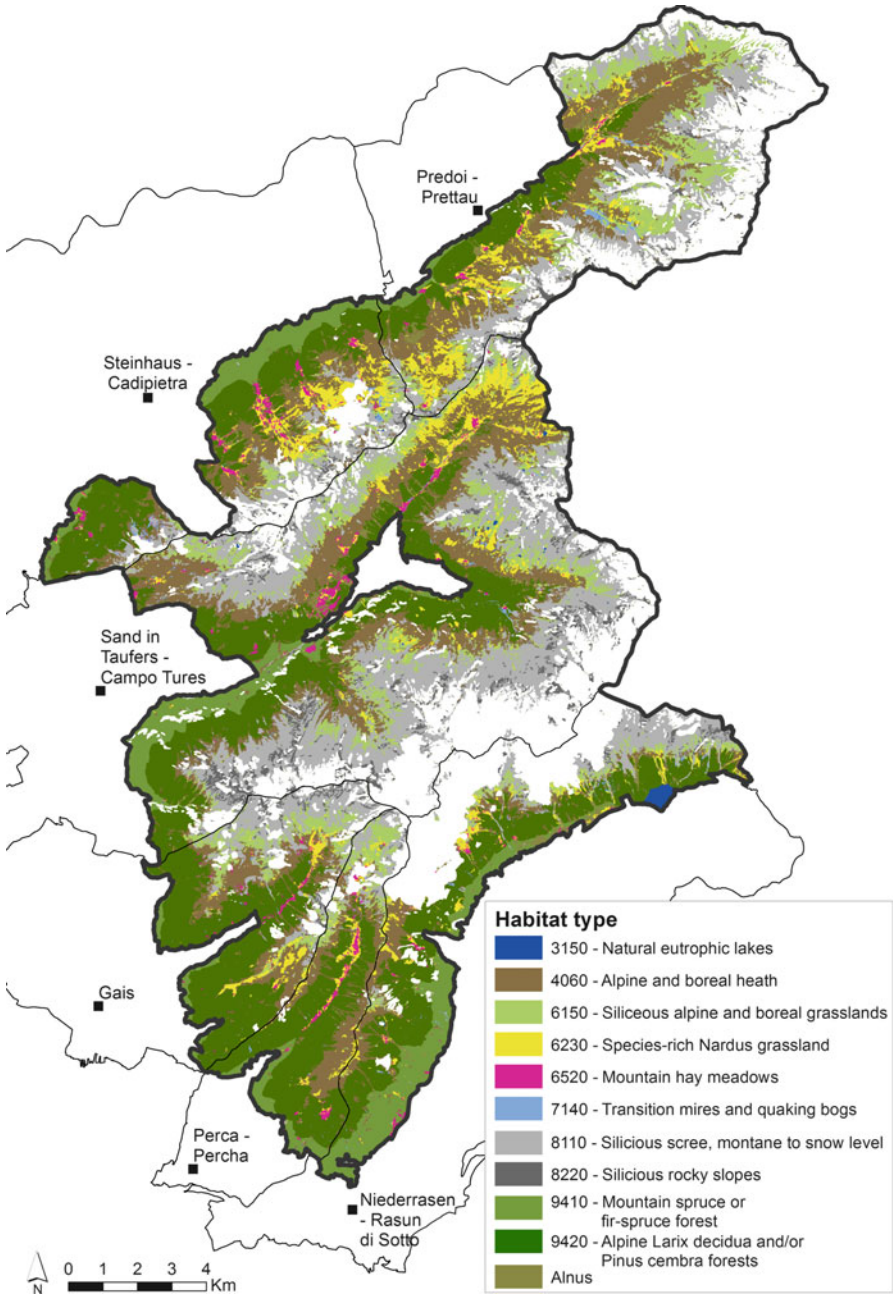 Predoi -
Prettau
Steinhaus -
Cadipietra
Sand in
Taufers -
Campo Tures
Gais
Perca -
Percha
Niederrasen
- Rasun
di Sotto
Habitat type
3150 - Natural eutrophic lakes
4060 - Alpine and boreal heath
6150 - Siliceous alpine and boreal grasslands
6230 - Species-rich Nardus grassland
6520 - Mountain hay meadows
7140 - Transition mires and quaking bogs
8110 - Silicious scree, montane to snow level
8220 - Silicious rocky slopes
9410 - Mountain spruce or
fir-spruce forest
9420 - Alpine Larix decidua and/or
Pinus cembra forests
Alnus
N
0 1 2 3 4
Km